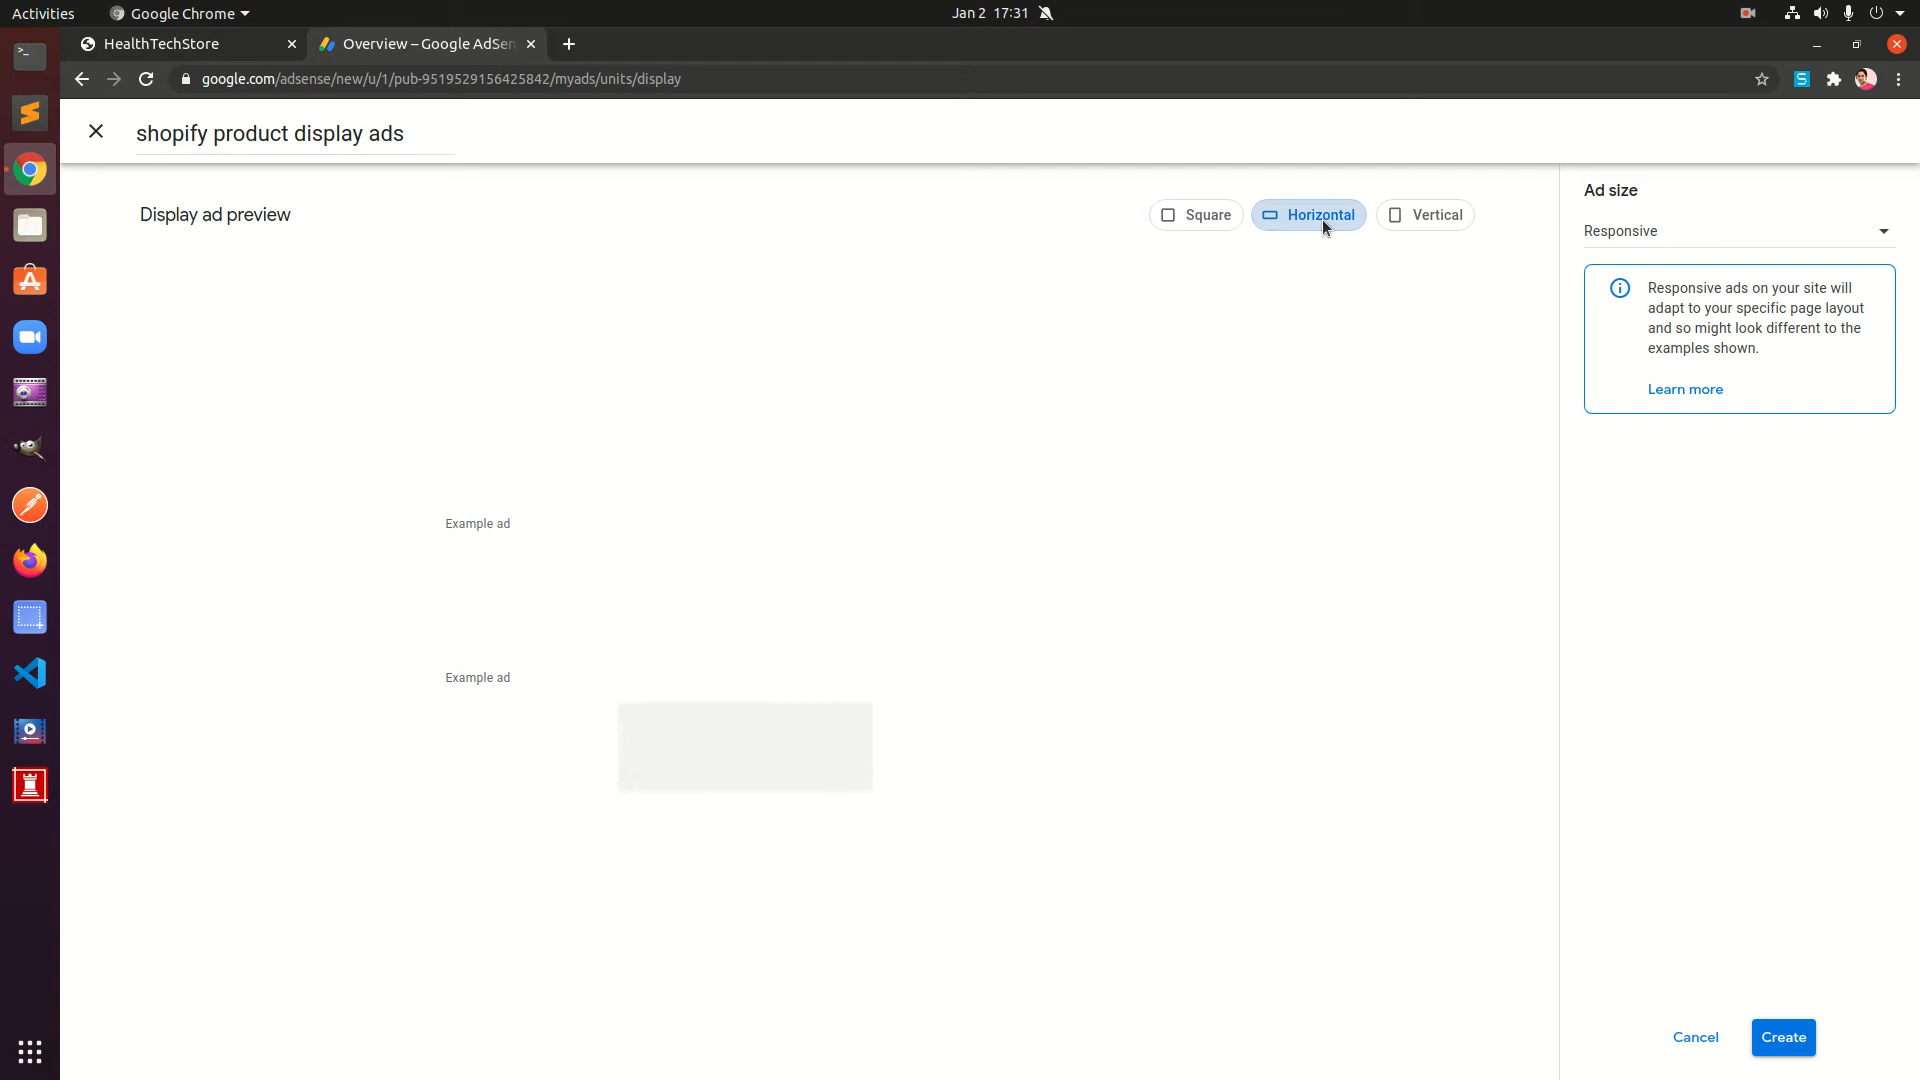 Activities
Google Chrome
Jan 2 17:31
HealthTechStore
Overview – Google AdSen
google.com/adsense/new/u/1/pub-9519529156425842/myads/units/display
shopify product display ads
Display ad preview
Square
Horizontal
Vertical
Ad size
Responsive
Responsive ads on your site will
adapt to your specific page layout
and so might look different to the
examples shown.
Learn more
Example ad
Example ad
Cancel
Create